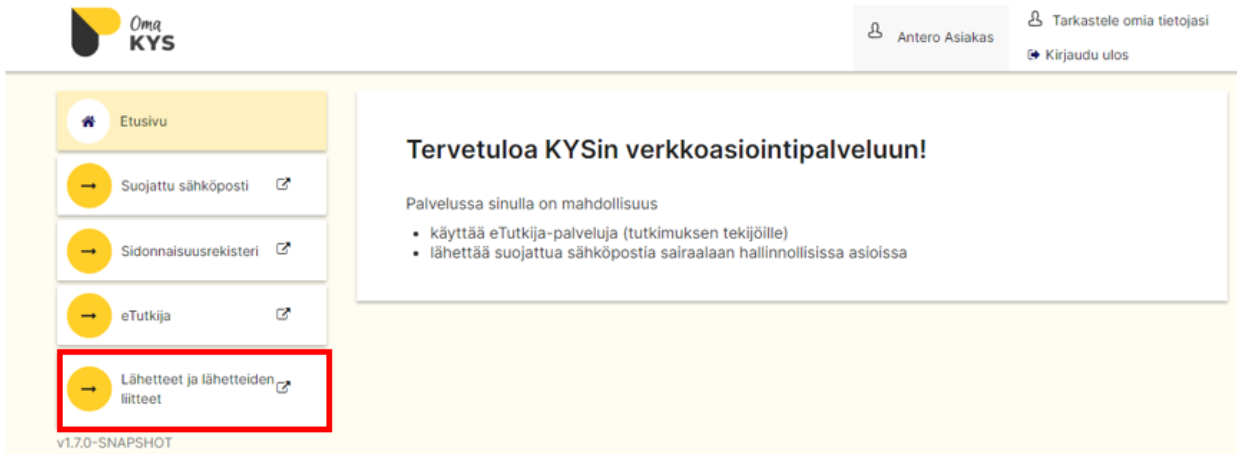 Oma
KYS
Antero Asiakas
Tarkastele omia tietojasi
Kirjaudu ulos
Etusivu
Suojattu sähköposti
Sidonnaisuusrekisteri
eTutkija
Lähetteet ja lähetteiden
liitteet
v1.7.0-SNAPSHOT
Tervetuloa KYSin verkkoasiointipalveluun!
Palvelussa sinulla on mahdollisuus
• käyttää eTutkija-palveluja (tutkimuksen tekijöille)
• lähettää suojattua sähköpostia sairaalaan hallinnollisissa asioissa